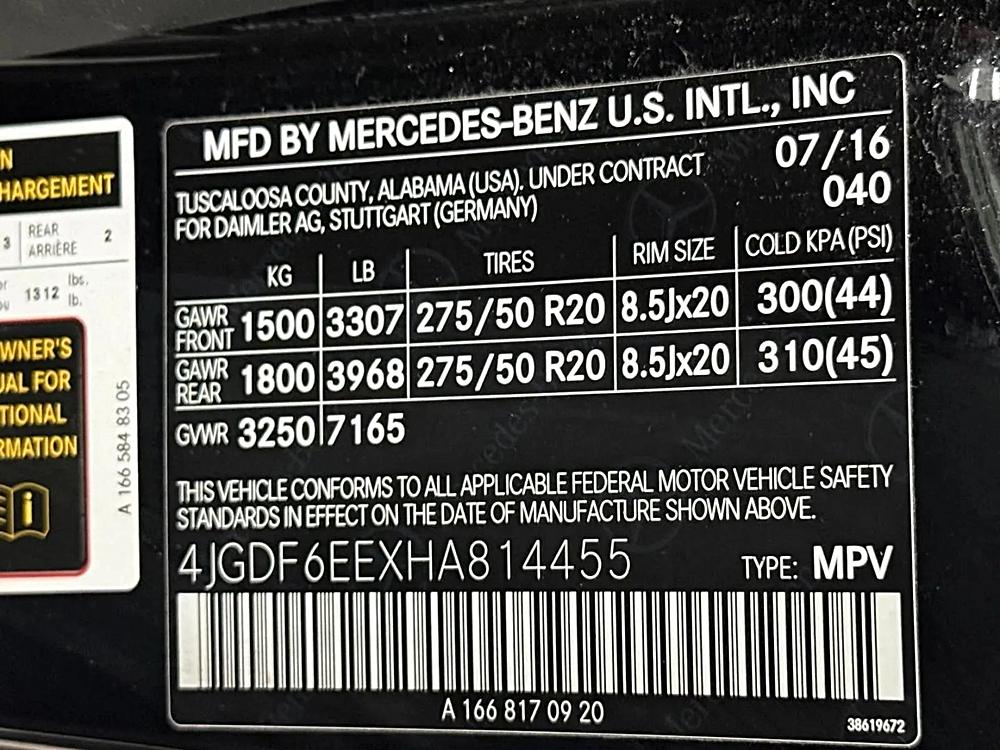 N
HARGEMENT
3 REAR 2
ARRIÈRE
or 1312 lbs.
ou lb.
WNER'S
UAL FOR
TIONAL
RMATION
A 166 584 83 05
MFD BY MERCEDES-BENZ U.S. INTL., INC
TUSCALOOSA COUNTY, ALABAMA (USA). UNDER CONTRACT 07/16
FOR DAIMLER AG, STUTTGART (GERMANY) 040
KG LB TIRES RIM SIZE COLD KPA (PSI)
GAWR FRONT 1500 3307 275/50 R20 8.5Jx20 300(44)
GAWR REAR 1800 3968 275/50 R20 8.5Jx20 310(45)
GVWR 3250 7165
THIS VEHICLE CONFORMS TO ALL APPLICABLE FEDERAL MOTOR VEHICLE SAFETY
STANDARDS IN EFFECT ON THE DATE OF MANUFACTURE SHOWN ABOVE.
4JGDF6EEXHA814455 TYPE: MPV
A 166 817 09 20
38619672